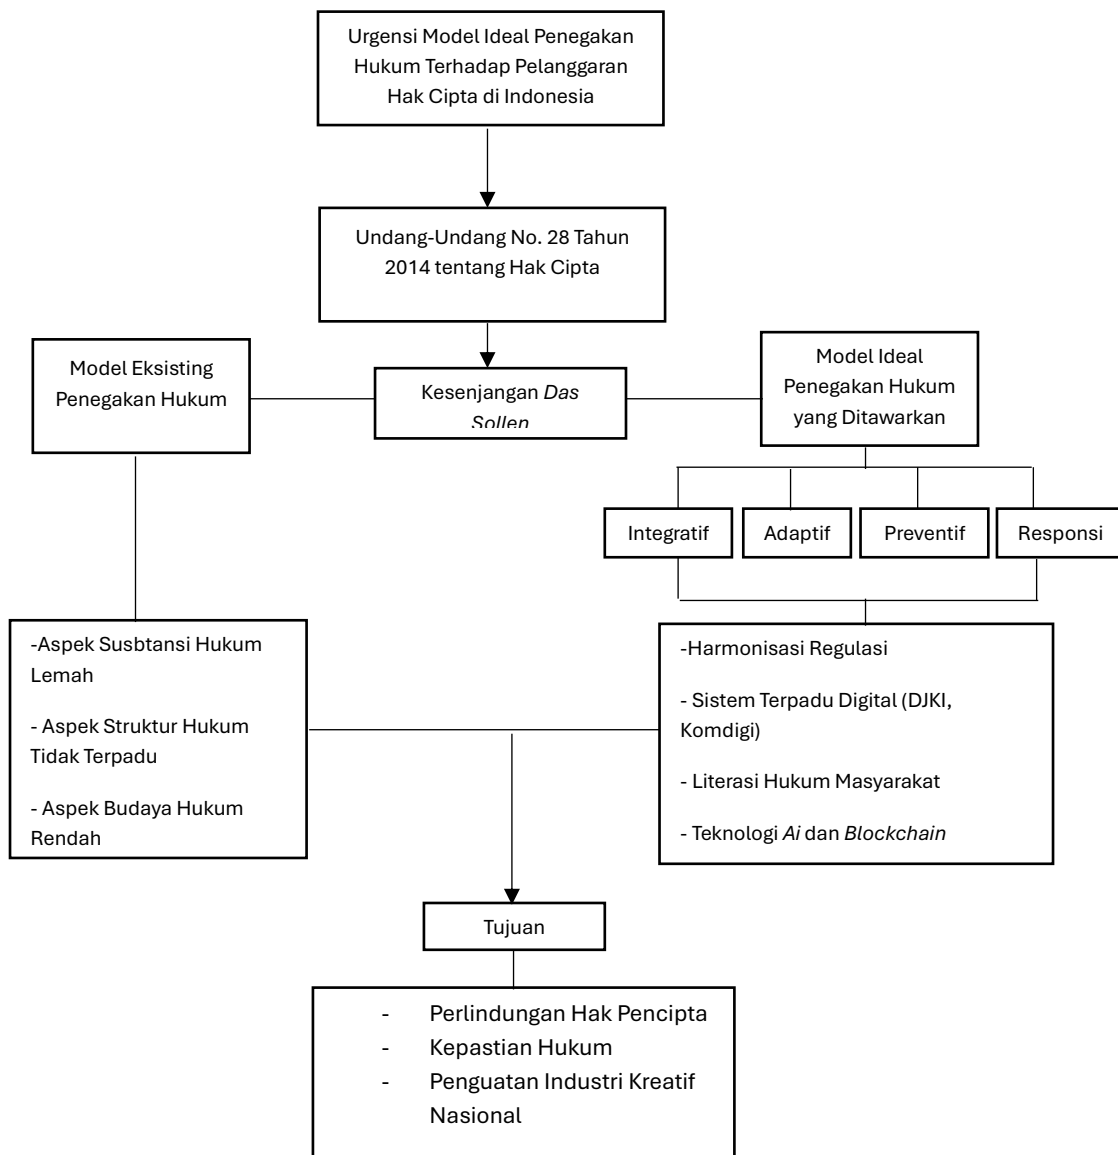 Urgensi Model Ideal Penegakan
Hukum Terhadap Pelanggaran
Hak Cipta di Indonesia
Undang-Undang No. 28 Tahun
2014 tentang Hak Cipta
Model Eksisting
Penegakan Hukum
Kesenjangan Das
Sollen
Model Ideal
Penegakan Hukum
yang Ditawarkan
Integratif
Adaptif
Preventif
Responsi
-Aspek Susbtansi Hukum
Lemah
- Aspek Struktur Hukum
Tidak Terpadu
- Aspek Budaya Hukum
Rendah
-Harmonisasi Regulasi
- Sistem Terpadu Digital (DJKI,
Komdigi)
- Literasi Hukum Masyarakat
- Teknologi Ai dan Blockchain
Tujuan
- Perlindungan Hak Pencipta
- Kepastian Hukum
- Penguatan Industri Kreatif
Nasional